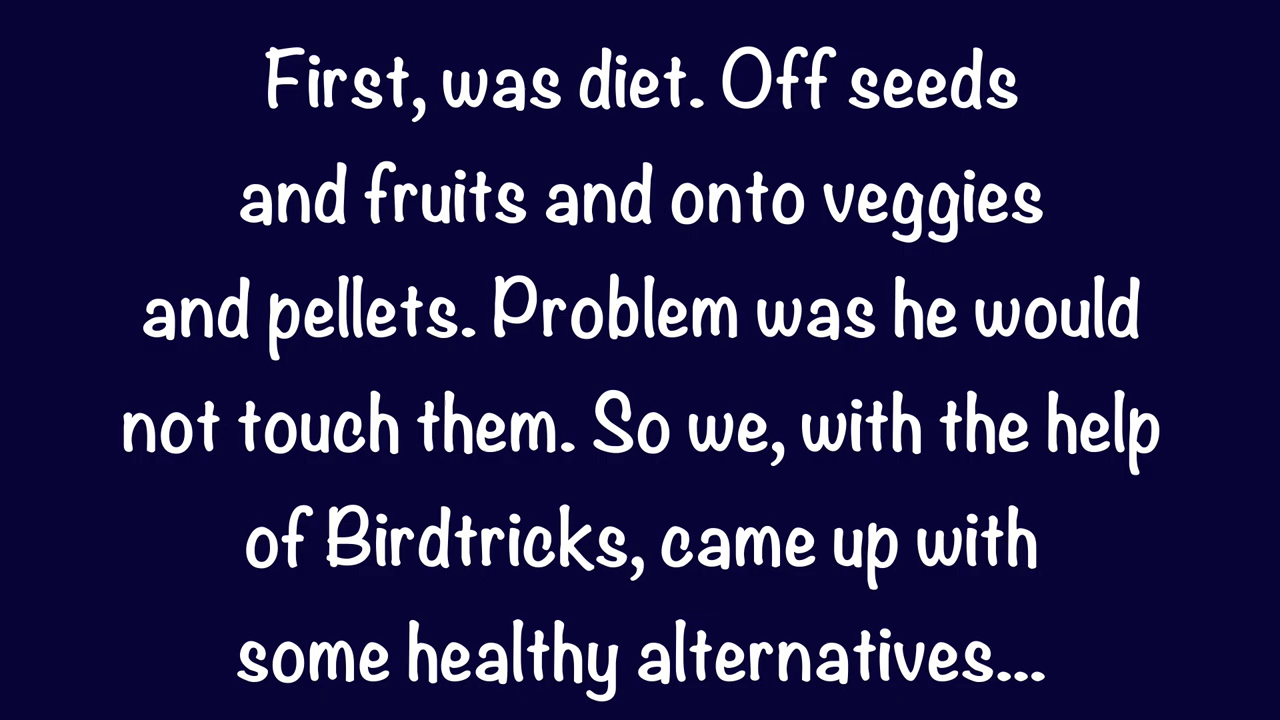 First, was diet. Off seeds
and fruits and onto veggies
and pellets. Problem was he would
not touch them. So we, with the help
of Birdtricks, came up with
some healthy alternatives...